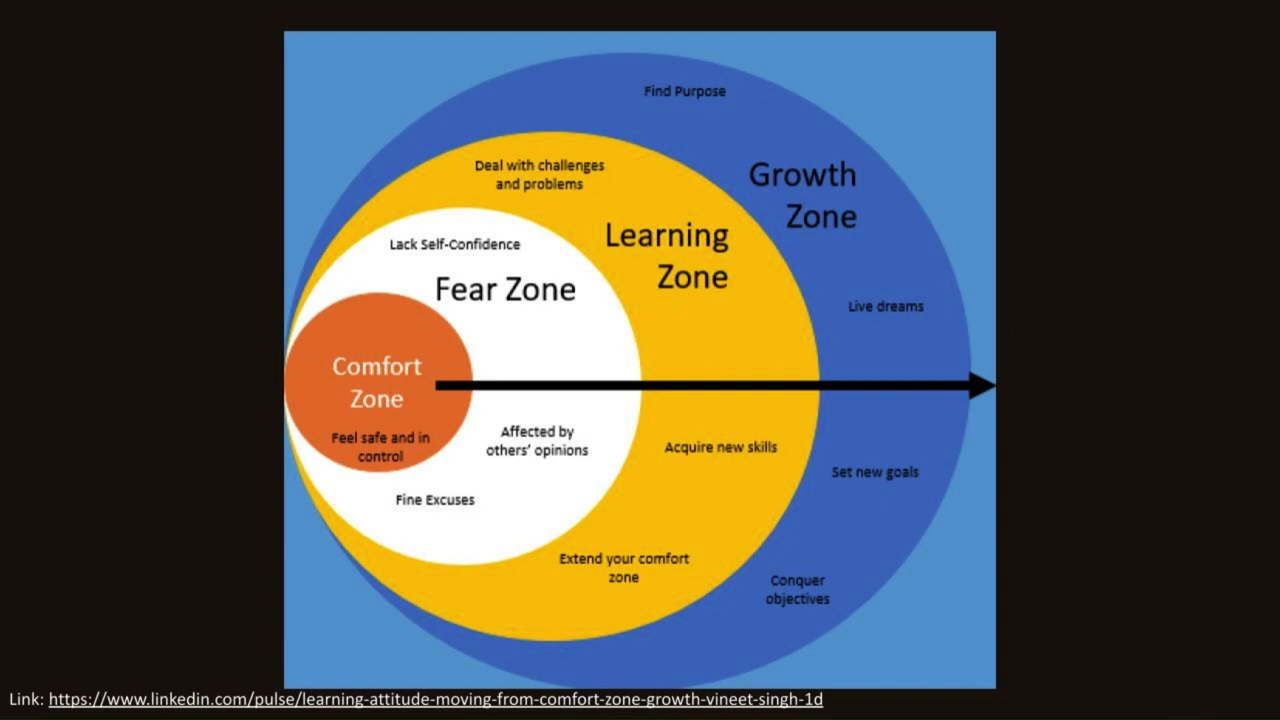 Find Purpose
Growth
Zone
Deal with challenges
and problems
Learning
Zone
Lack Self-Confidence
Fear Zone
Live dreams
Comfort
Zone
Feel safe and in
control
Affected by
others’ opinions
Acquire new skills
Set new goals
Fine Excuses
Extend your comfort
zone
Conquer
objectives
Link: https://www.linkedin.com/pulse/learning-attitude-moving-from-comfort-zone-growth-vineet-singh-1d